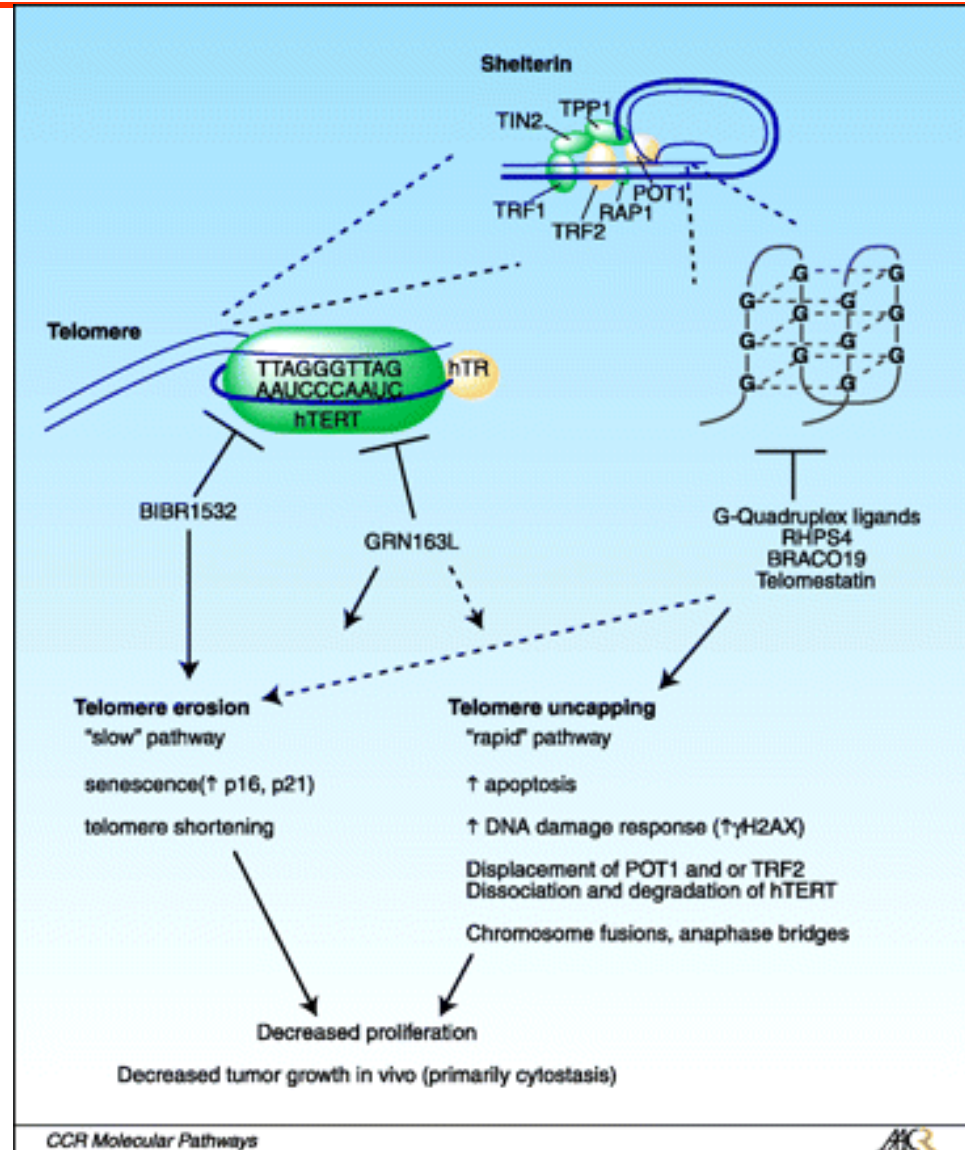 Shelterin
TPP1
TIN2
POT1
TRF1
RAP1
TRF2
G G
G G
G G
G G
G G
G G
Telomere
TTAGGGTTAG
AAUCCCAAUC
hTERT
hTR
BIBR1532
GRN163L
G-Quadruplex ligands
RHPS4
BRACO19
Telomestatin
Telomere erosion
"slow" pathway
senescence(↑ p16, p21)
telomere shortening
Telomere uncapping
"rapid" pathway
↑ apoptosis
↑ DNA damage response (↑γH2AX)
Displacement of POT1 and or TRF2
Dissociation and degradation of hTERT
Chromosome fusions, anaphase bridges
Decreased proliferation
Decreased tumor growth in vivo (primarily cytostasis)
CCR Molecular Pathways
AACR